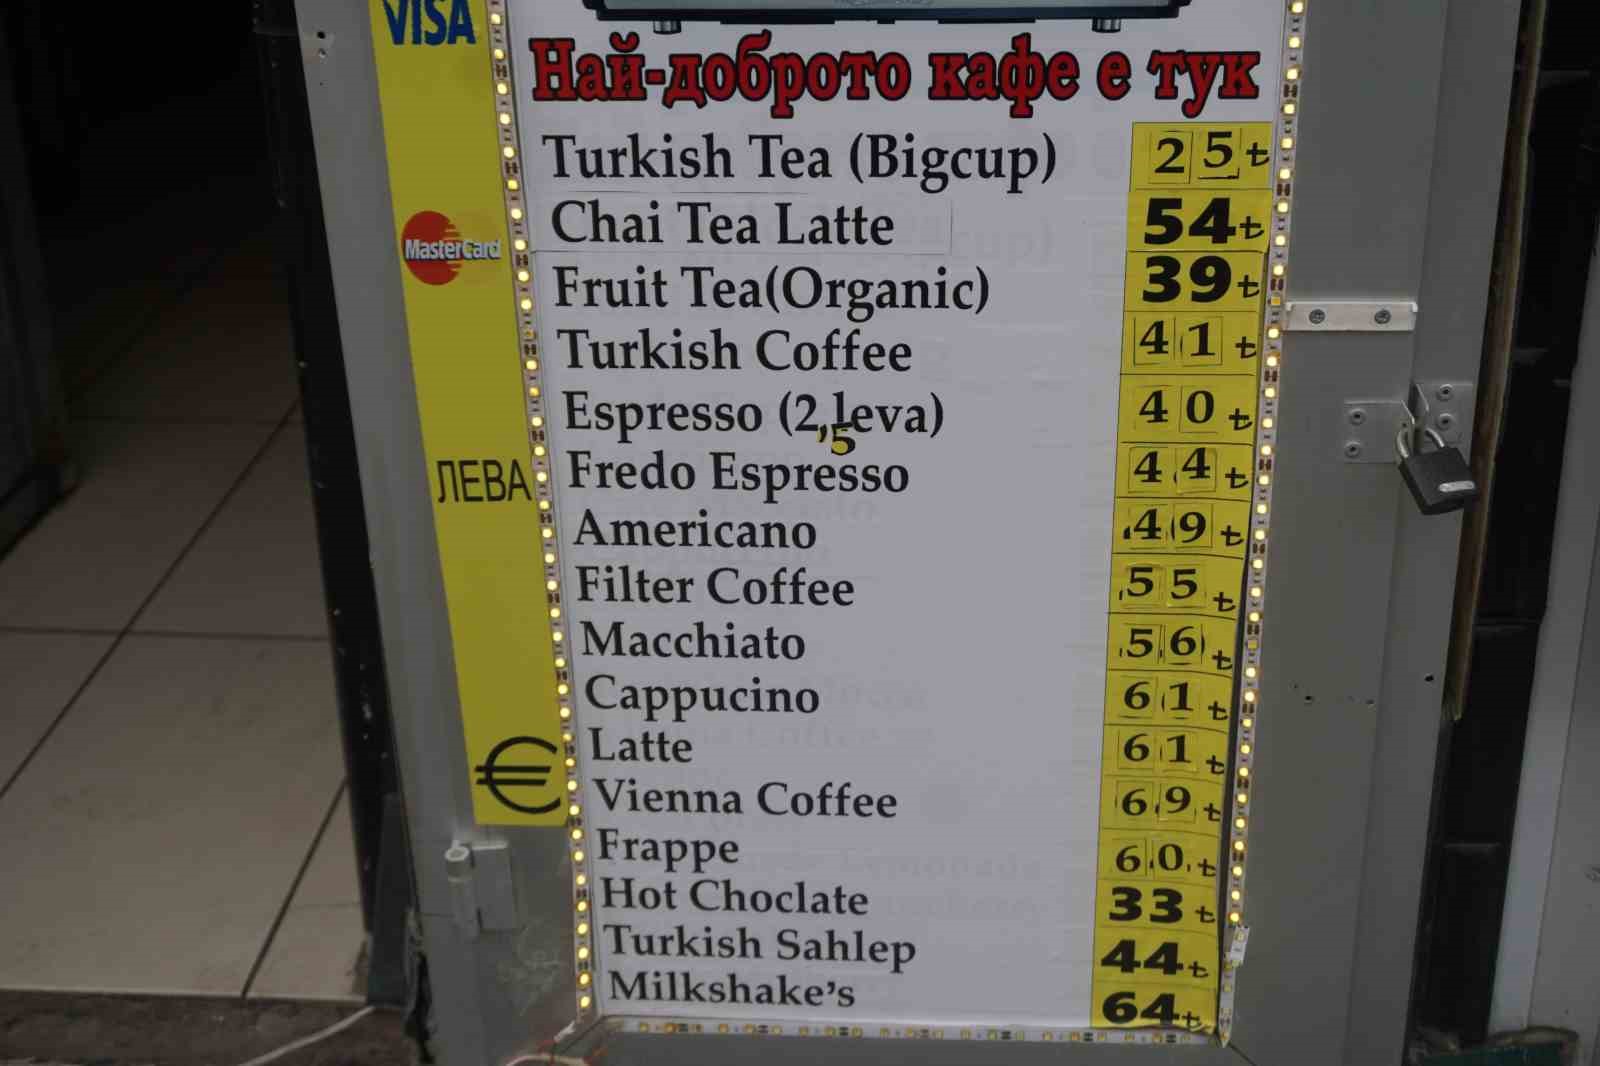 VISA
Най-доброто кафе е тук
Turkish Tea (Bigcup) 25₺
Chai Tea Latte 54₺
MasterCard
Fruit Tea(Organic) 39₺
Turkish Coffee 41₺
Espresso (2,5leva) 40₺
ЛЕВА
Fredo Espresso 44₺
Americano 49₺
Filter Coffee 55₺
Macchiato 56₺
Cappucino 61₺
Latte 61₺
€
Vienna Coffee 69₺
Frappe 60₺
Hot Choclate 33₺
Turkish Sahlep 44₺
Milkshake's 64₺